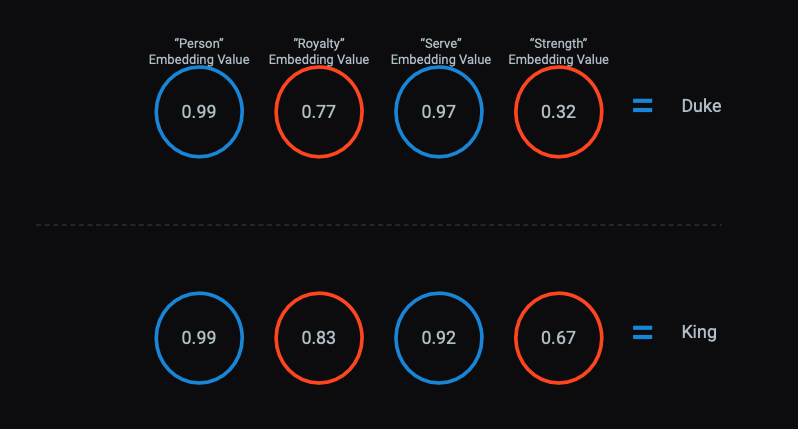 “Person”
Embedding Value
“Royalty”
Embedding Value
“Serve”
Embedding Value
“Strength”
Embedding Value
0.99 0.77 0.97 0.32 = Duke
0.99 0.83 0.92 0.67 = King